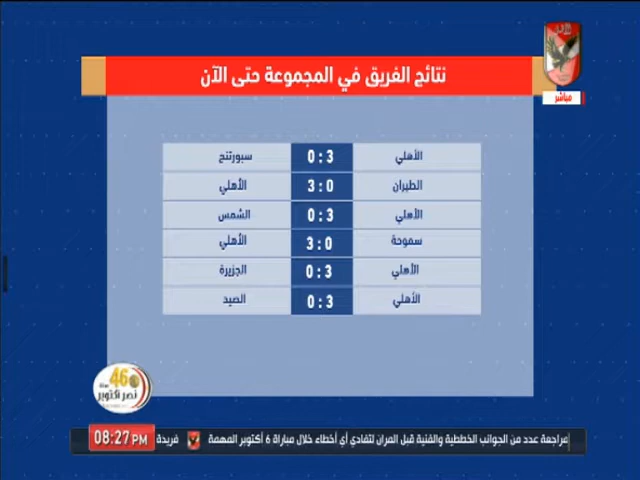 نتائج الفريق في المجموعة حتى الآن
مباشر
الأهلي 0 : 3 سبورتنج
الطيران 3 : 0 الأهلي
الأهلي 0 : 3 الشمس
سموحة 3 : 0 الأهلي
الأهلي 0 : 3 الجزيرة
الأهلي 0 : 3 الصيد
46
نصر أكتوبر
مراجعة عدد من الجوانب الخططية والفنية قبل المران لتفادي أي أخطاء خلال مباراة 6 أكتوبر المهمة فريدة
08:27 PM